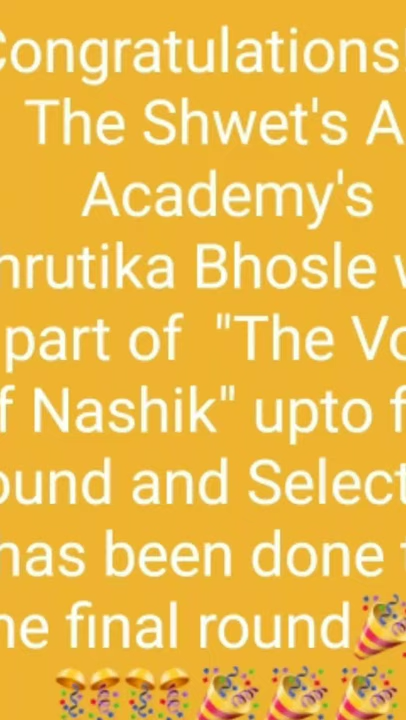 Congratulations
The Shwet's A
Academy's
hrutika Bhosle
part of "The Vo
f Nashik" upto f
ound and Select
has been done
he final round🎉
🎊🎊🎉🎉🎉